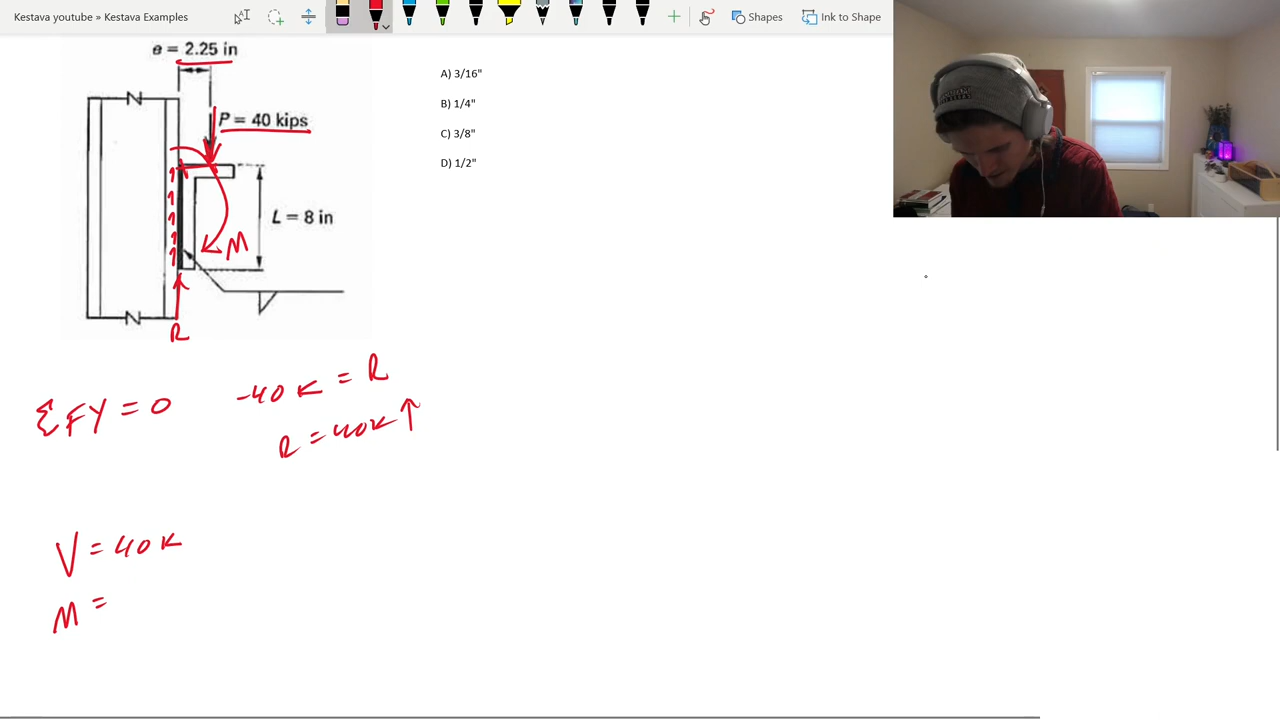 Kestava youtube » Kestava Examples
Shapes
Ink to Shape
e = 2.25 in
P = 40 kips
L = 8 in
M
R
A) 3/16"
B) 1/4"
C) 3/8"
D) 1/2"
ΣFY = 0
-40K = R
R = 40K ↑
V = 40K
M =
N
N